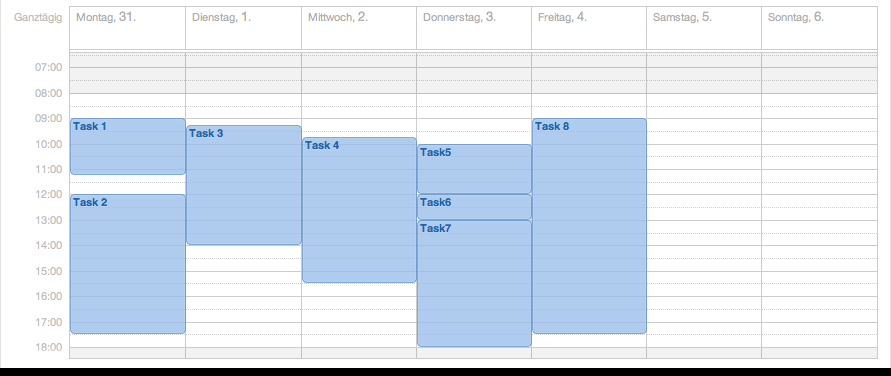 Ganztägig Montag, 31. Dienstag, 1. Mittwoch, 2. Donnerstag, 3. Freitag, 4. Samstag, 5. Sonntag, 6.
07:00
08:00
09:00
Task 1 Task 3 Task 8
10:00
Task 4 Task5
11:00
12:00
Task 2 Task6
13:00
Task7
14:00
15:00
16:00
17:00
18:00